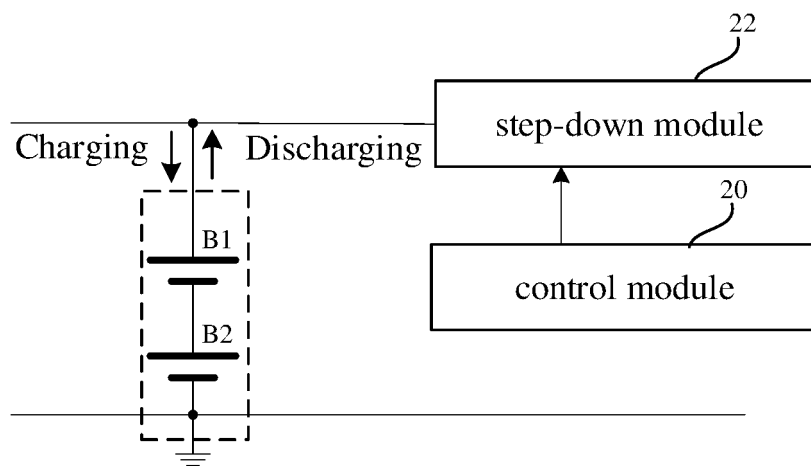 22
step-down module
Charging
Discharging
20
control module
B1
B2